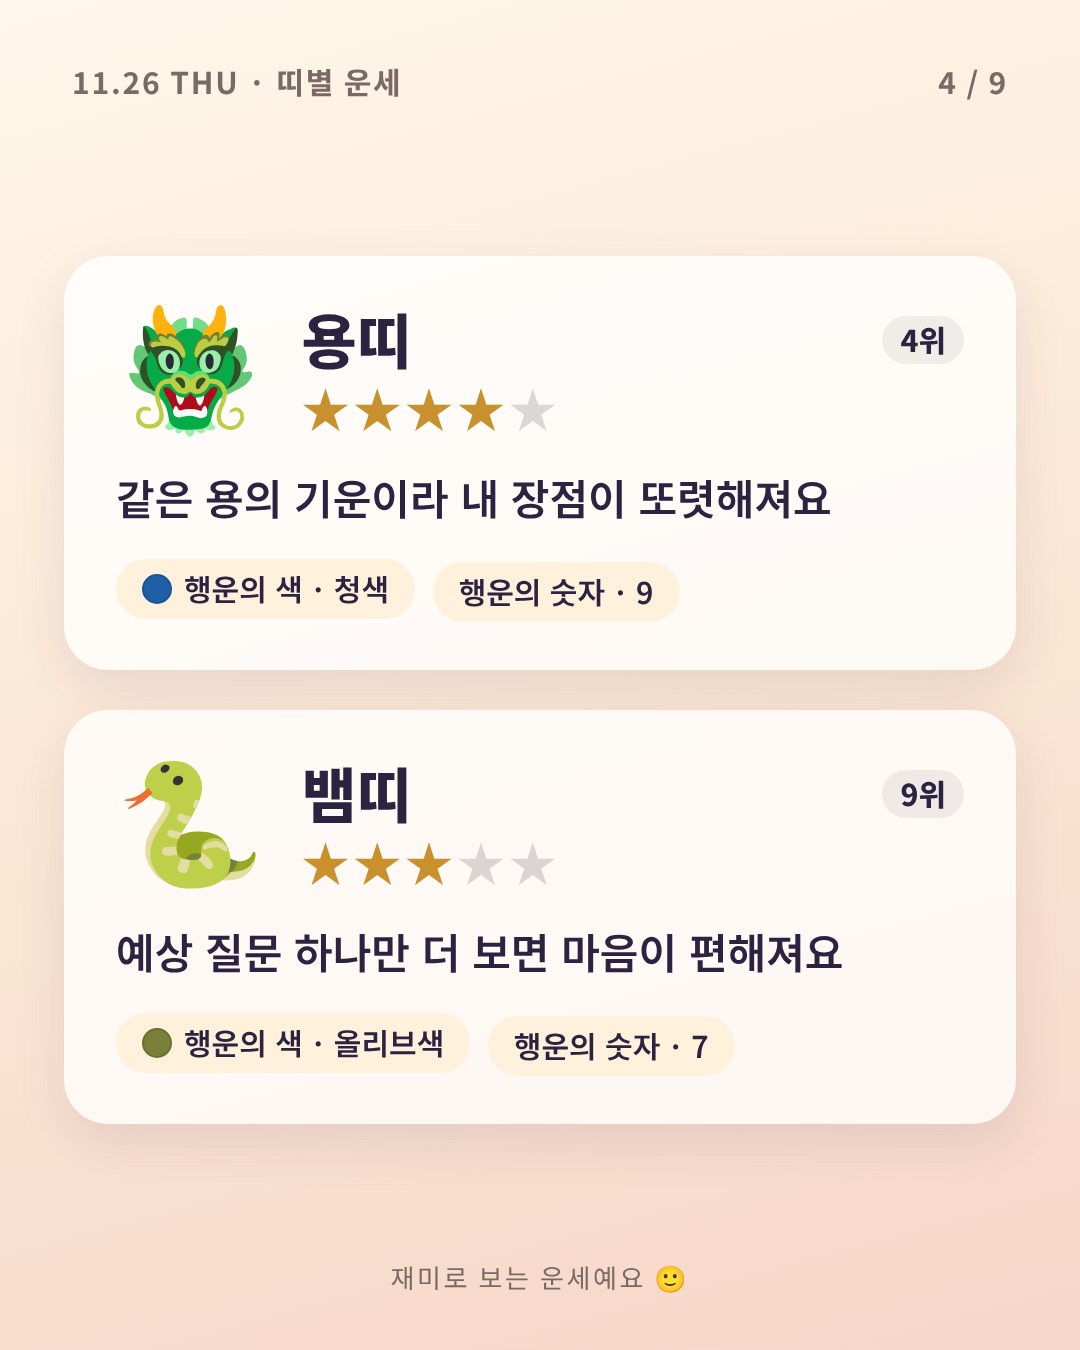 11.26 THU · 띠별 운세
4 / 9
용띠
4위
★★★★★
같은 용의 기운이라 내 장점이 또렷해져요
행운의 색 · 청색
행운의 숫자 · 9
뱀띠
9위
★★★★★
예상 질문 하나만 더 보면 마음이 편해져요
행운의 색 · 올리브색
행운의 숫자 · 7
재미로 보는 운세예요 🙂